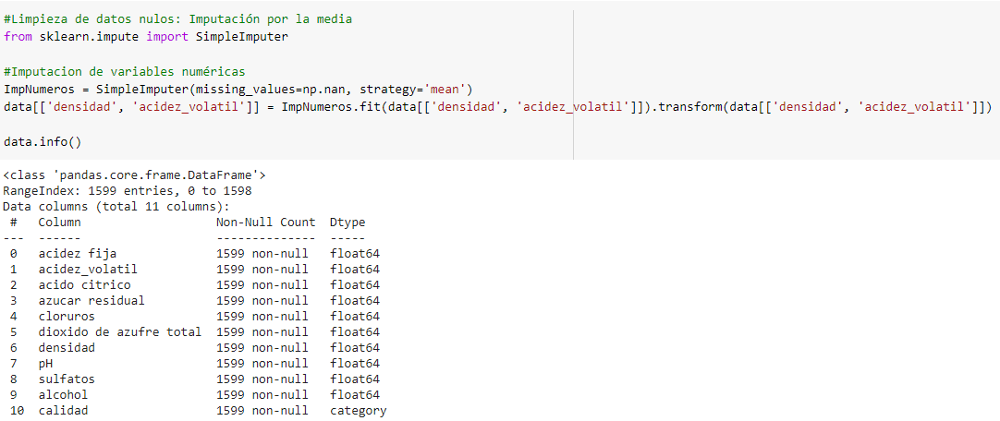 #Limpieza de datos nulos: Imputación por la media
from sklearn.impute import SimpleImputer
#Imputacion de variables numéricas
ImpNumeros = SimpleImputer(missing_values=np.nan, strategy='mean')
data[['densidad', 'acidez_volatil']] = ImpNumeros.fit(data[['densidad', 'acidez_volatil']]).transform(data[['densidad', 'acidez_volatil']])
data.info()
<class 'pandas.core.frame.DataFrame'>
RangeIndex: 1599 entries, 0 to 1598
Data columns (total 11 columns):
 #   Column                  Non-Null Count  Dtype
---  ------                  --------------  -----
 0   acidez fija             1599 non-null   float64
 1   acidez_volatil          1599 non-null   float64
 2   acido citrico           1599 non-null   float64
 3   azucar residual         1599 non-null   float64
 4   cloruros                1599 non-null   float64
 5   dioxido de azufre total  1599 non-null   float64
 6   densidad                1599 non-null   float64
 7   pH                      1599 non-null   float64
 8   sulfatos                1599 non-null   float64
 9   alcohol                 1599 non-null   float64
 10  calidad                 1599 non-null   category